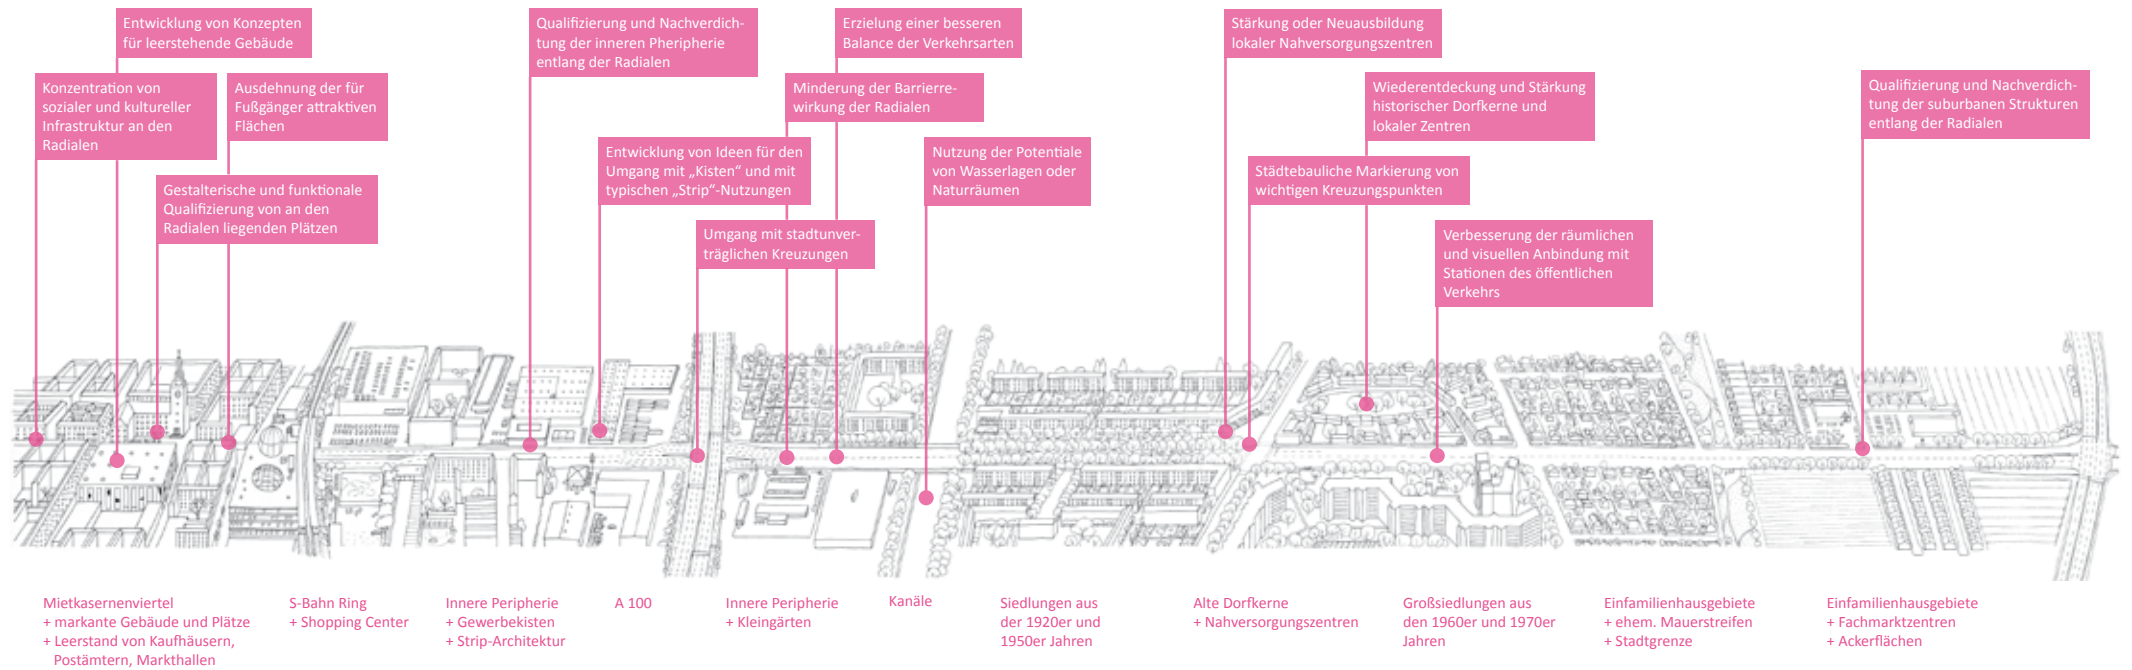 Entwicklung von Konzepten
für leerstehende Gebäude
Konzentration von
sozialer und kultureller
Infrastruktur an den
Radialen
Ausdehnung der für
Fußgänger attraktiven
Flächen
Gestalterische und funktionale
Qualifizierung von an den
Radialen liegenden Plätzen
Qualifizierung und Nachverdich-
tung der inneren Pheripherie
entlang der Radialen
Entwicklung von Ideen für den
Umgang mit „Kisten“ und mit
typischen „Strip“-Nutzungen
Umgang mit stadtunver-
träglichen Kreuzungen
Minderung der Barrierre-
wirkung der Radialen
Erzielung einer besseren
Balance der Verkehrsarten
Nutzung der Potentiale
von Wasserlagen oder
Naturräumen
Stärkung oder Neuausbildung
lokaler Nahversorgungszentren
Städtebauliche Markierung von
wichtigen Kreuzungspunkten
Wiederentdeckung und Stärkung
historischer Dorfkerne und
lokaler Zentren
Verbesserung der räumlichen
und visuellen Anbindung mit
Stationen des öffentlichen
Verkehrs
Qualifizierung und Nachverdich-
tung der suburbanen Strukturen
entlang der Radialen
Mietkasernenviertel
+ markante Gebäude und Plätze
+ Leerstand von Kaufhäusern,
Postämtern, Markthallen
S-Bahn Ring
+ Shopping Center
Innere Peripherie
+ Gewerbekisten
+ Strip-Architektur
A 100
Innere Peripherie
+ Kleingärten
Kanäle
Siedlungen aus
der 1920er und
1950er Jahren
Alte Dorfkerne
+ Nahversorgungszentren
Großsiedlungen aus
den 1960er und 1970er
Jahren
Einfamilienhausgebiete
+ ehem. Mauerstreifen
+ Stadtgrenze
Einfamilienhausgebiete
+ Fachmarktzentren
+ Ackerflächen